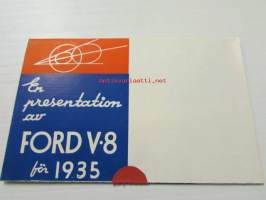 En
presentation
av
FORD V·8
för 1935
antikvariaatti.net